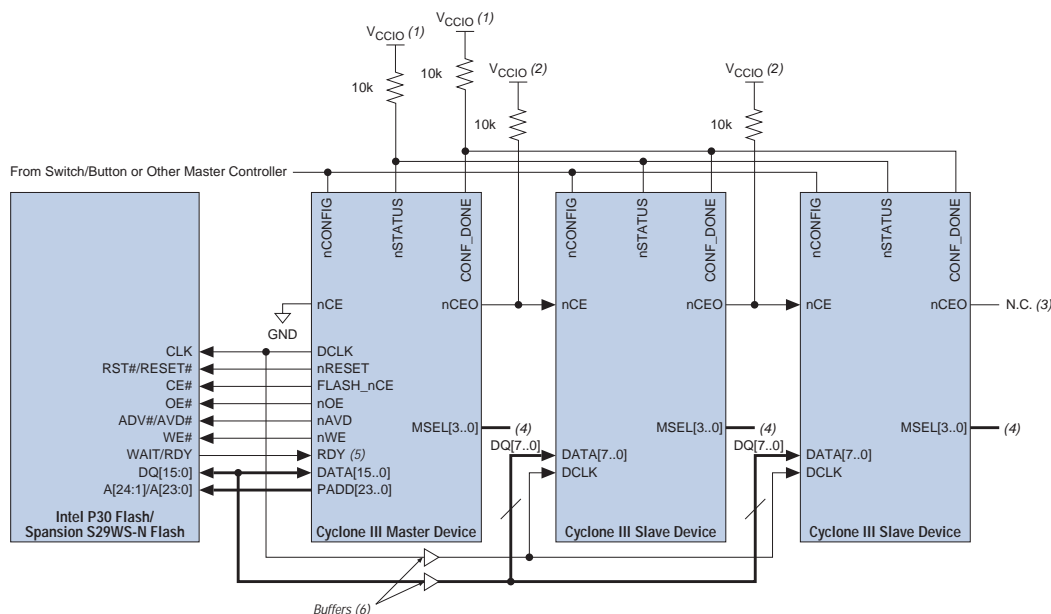 VCCIO (1)
VCCIO (1)
10k
10k
VCCIO (2)
VCCIO (2)
10k
10k
From Switch/Button or Other Master Controller
nCONFIG
nSTATUS
CONF_DONE
nCONFIG
nSTATUS
CONF_DONE
nCONFIG
nSTATUS
CONF_DONE
nCE
nCEO
nCE
nCEO
nCE
nCEO
N.C. (3)
GND
CLK
DCLK
RST#/RESET#
nRESET
CE#
FLASH_nCE
OE#
nOE
ADV#/AVD#
nAVD
WE#
nWE
WAIT/RDY
RDY (5)
DQ[15:0]
DATA[15..0]
A[24:1]/A[23:0]
PADD[23..0]
MSEL[3..0]
(4)
MSEL[3..0]
(4)
MSEL[3..0]
(4)
DQ[7..0]
DATA[7..0]
DCLK
DQ[7..0]
DATA[7..0]
DCLK
Intel P30 Flash/
Spansion S29WS-N Flash
Cyclone III Master Device
Cyclone III Slave Device
Cyclone III Slave Device
Buffers (6)